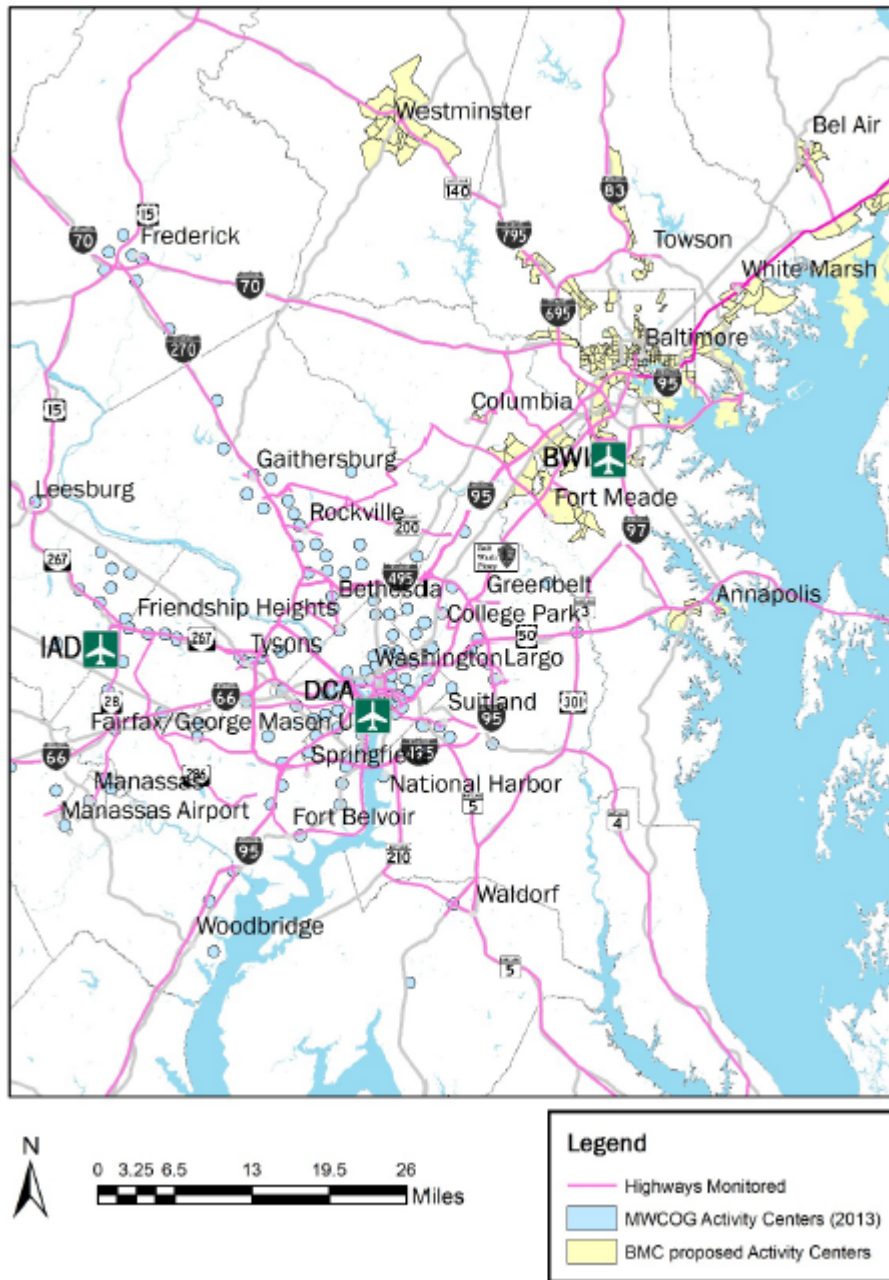 Westminster
Bel Air
140
83
15
795
Frederick
Towson
70
White Marsh
70
695
270
Baltimore
95
15
Columbia
Gaithersburg
BWI
Leesburg
95
Fort Meade
Rockville
200
97
267
495
Greenbelt
Bethesda
Friendship Heights
College Park
3
Annapolis
IAD
267
Tysons
50
Washington
Largo
DCA
28
66
Suitland
301
95
Fairfax/George Mason U
66
Springfie
495
Manassa
286
National Harbor
Manassas Airport
5
Fort Belvoir
4
95
210
Waldorf
Woodbridge
5
N
0 3.25 6.5 13 19.5 26
Miles
Legend
Highways Monitored
MWCOG Activity Centers (2013)
BMC proposed Activity Centers